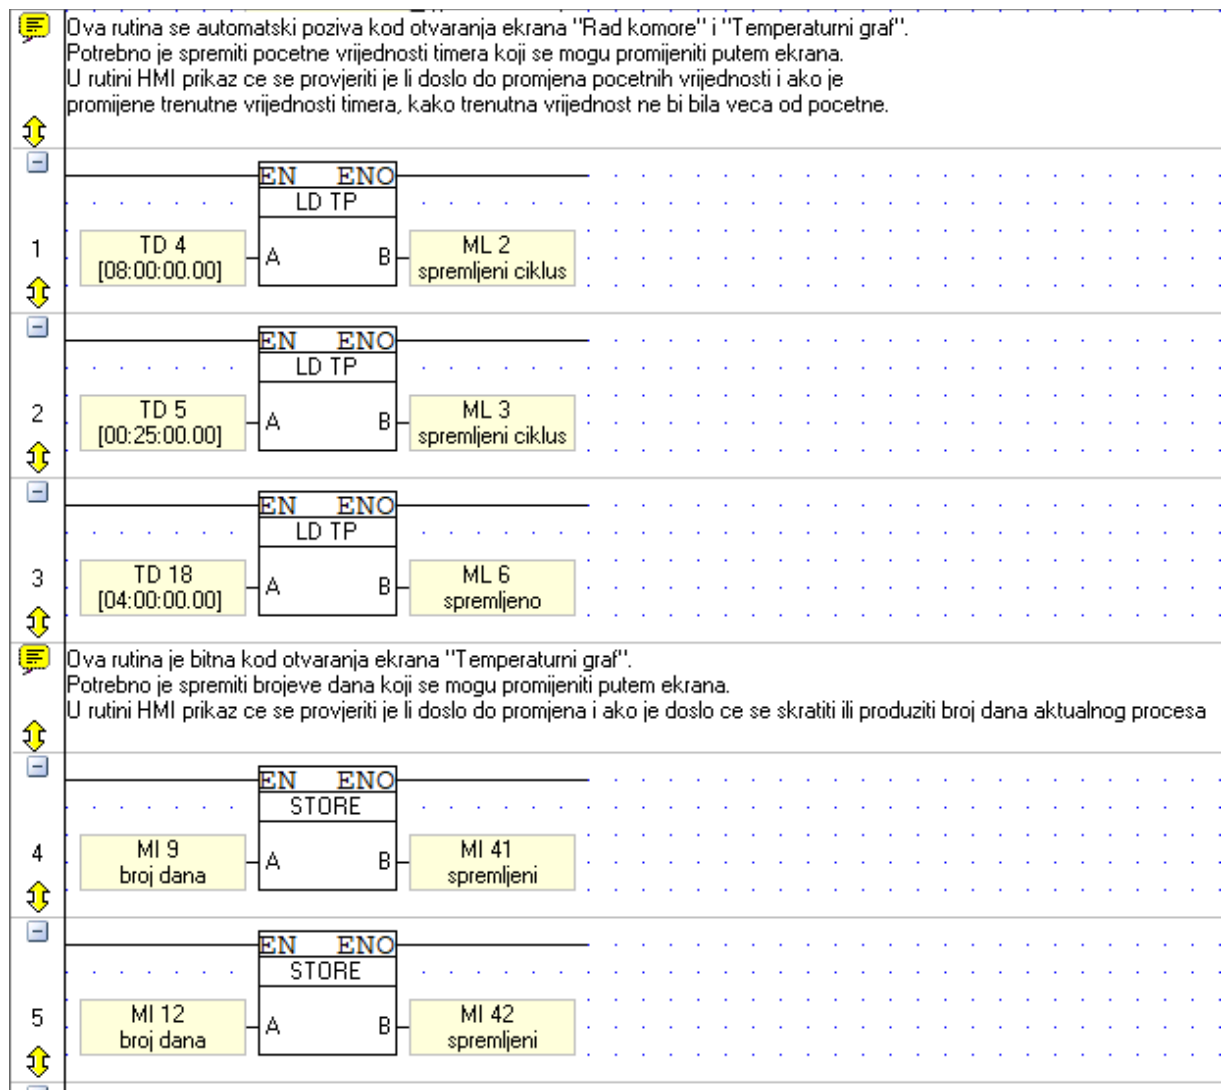 Ova rutina se automatski poziva kod otvaranja ekrana "Rad komore" i "Temperaturni graf".
Potrebno je spremiti pocetne vrijednosti timera koji se mogu promijeniti putem ekrana.
U rutini HMI prikaz ce se provjeriti je li doslo do promjena pocetnih vrijednosti i ako je
promijene trenutne vrijednosti timera, kako trenutna vrijednost ne bi bila veca od pocetne.
EN ENO
LD TP
1
TD 4
[08:00:00.00]
A
B
ML 2
spremljeni ciklus
EN ENO
LD TP
2
TD 5
[00:25:00.00]
A
B
ML 3
spremljeni ciklus
EN ENO
LD TP
3
TD 18
[04:00:00.00]
A
B
ML 6
spremljeno
Ova rutina je bitna kod otvaranja ekrana "Temperaturni graf".
Potrebno je spremiti brojeve dana koji se mogu promijeniti putem ekrana.
U rutini HMI prikaz ce se provjeriti je li doslo do promjena i ako je doslo ce se skratiti ili produziti broj dana aktualnog procesa
EN ENO
STORE
4
MI 9
broj dana
A
B
MI 41
spremljeni
EN ENO
STORE
5
MI 12
broj dana
A
B
MI 42
spremljeni